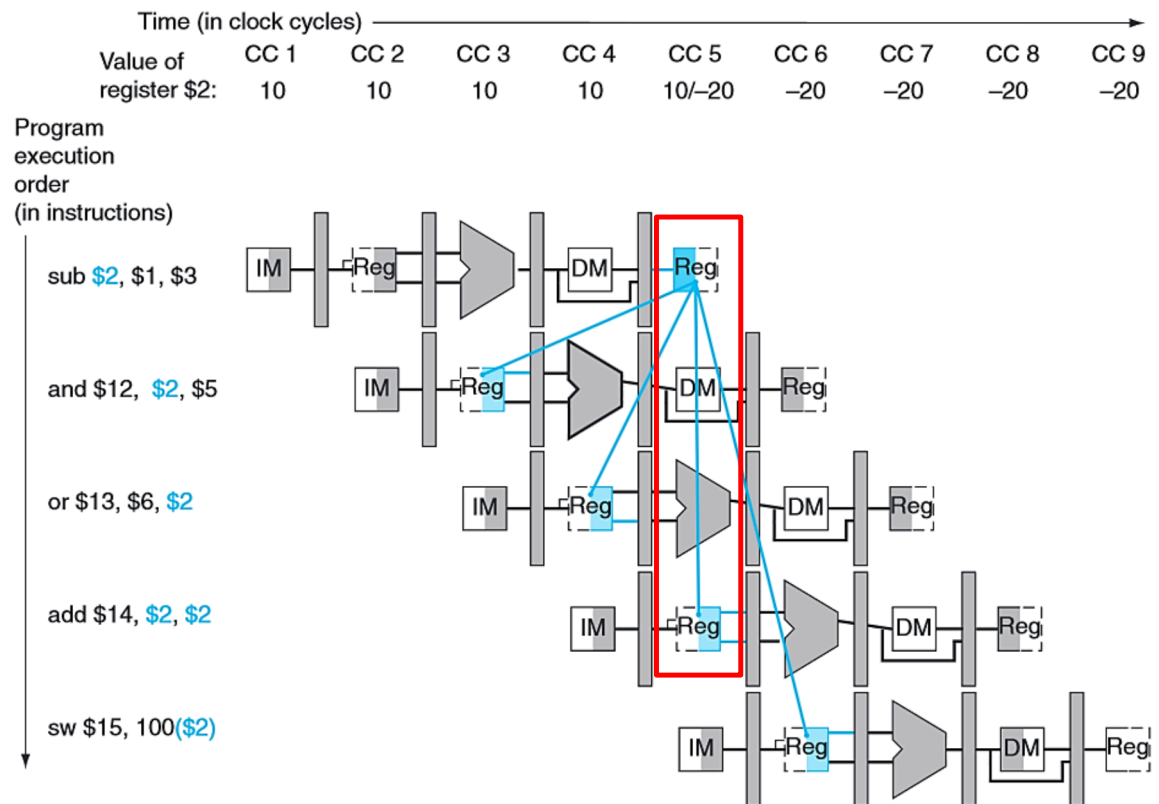 Time (in clock cycles)
Value of register $2:
CC 1 CC 2 CC 3 CC 4 CC 5 CC 6 CC 7 CC 8 CC 9
10 10 10 10 10/–20 –20 –20 –20 –20
Program
execution
order
(in instructions)
sub $2, $1, $3
IM Reg DM Reg
and $12, $2, $5
IM Reg DM Reg
or $13, $6, $2
IM Reg DM Reg
add $14, $2, $2
IM Reg DM Reg
sw $15, 100($2)
IM Reg DM Reg